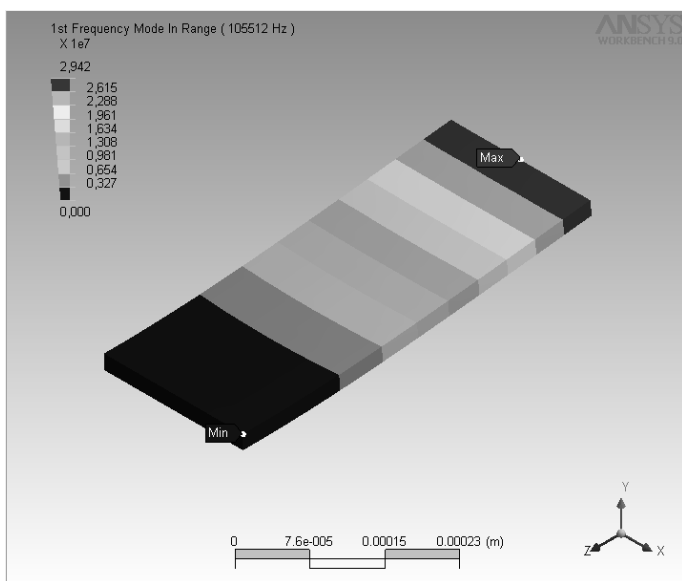 1st Frequency Mode In Range ( 105512 Hz )
X 1e7
2,942
2,615
2,288
1,961
1,634
1,308
0,981
0,654
0,327
0,000
ANSYS
WORKBENCH 9.0
Max
Min
0 7.6e-005 0.00015 0.00023 (m)
Y
Z X